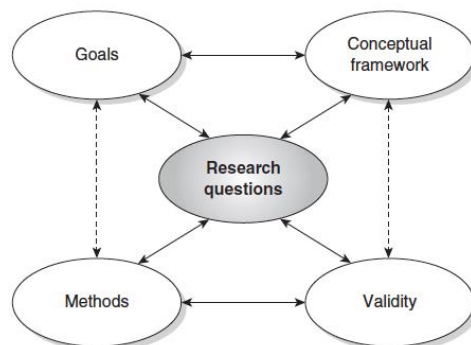 Goals
Conceptual
framework
Research
questions
Methods
Validity